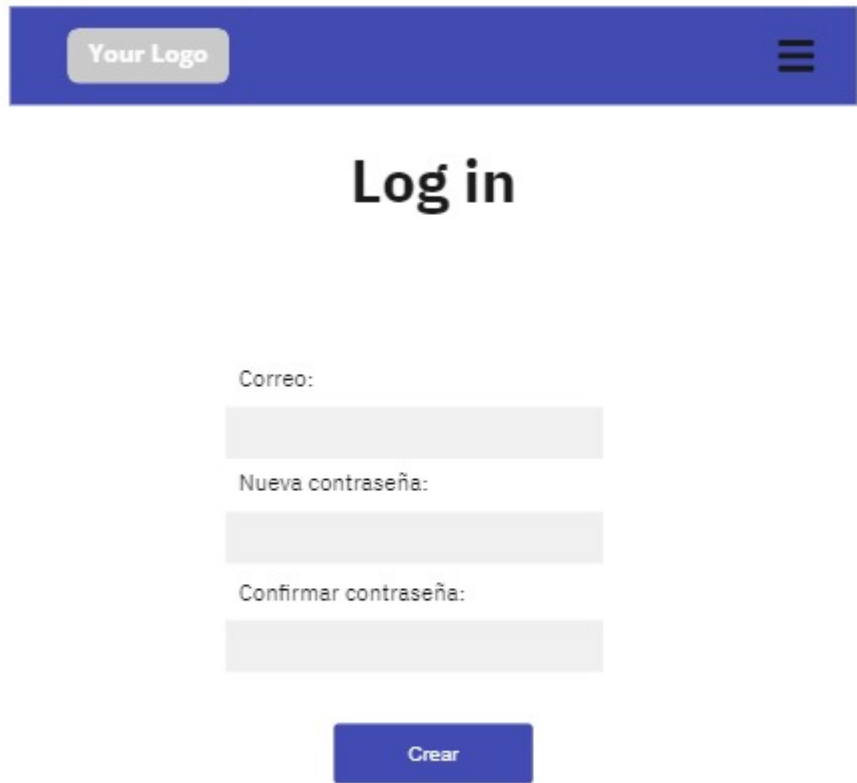 Your Logo
Log in
Correo:
Nueva contraseña:
Confirmar contraseña:
Crear